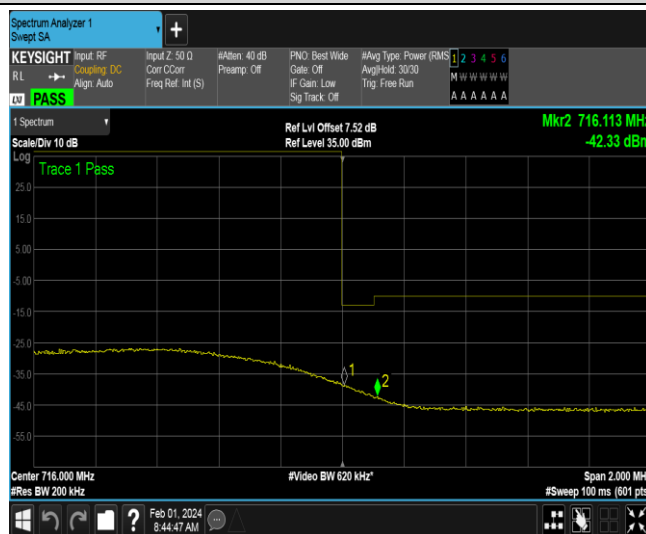 Spectrum Analyzer 1
Swept SA
+
KEYSIGHT
RL
LXI
PASS
Input: RF
Coupling: DC
Align: Auto
Input Z: 50 Ω
Corr CCorr
Freq Ref: Int (S)
#Atten: 40 dB
Preamp: Off
PNO: Best Wide
Gate: Off
IF Gain: Low
Sig Track: Off
#Avg Type: Power (RMS
Avg|Hold: 30/30
Trig: Free Run
1 2 3 4 5 6
M W W W W W
A A A A A A
1 Spectrum
Scale/Div 10 dB
Ref Lvl Offset 7.52 dB
Ref Level 35.00 dBm
Mkr2 716.113 MHz
-42.33 dBm
Log
Trace 1 Pass
25.0
15.0
5.00
-5.00
-15.0
-25.0
-35.0
-45.0
-55.0
1
2
Center 716.000 MHz
#Res BW 200 kHz
#Video BW 620 kHz*
Span 2.000 MHz
#Sweep 100 ms (601 pts
?
Feb 01, 2024
8:44:47 AM